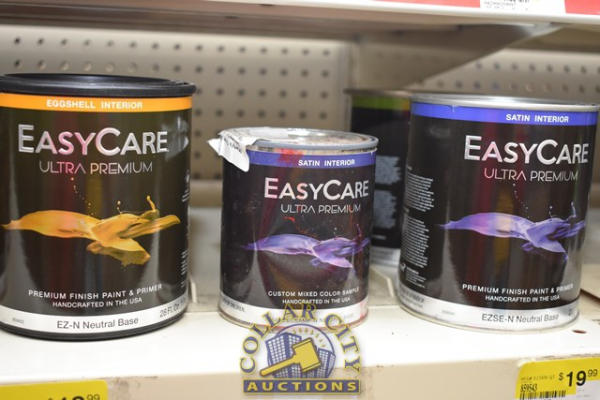 EGGSHELL INTERIOR
EASYCARE
ULTRA PREMIUM
PREMIUM FINISH PAINT & PRIMER
HANDCRAFTED IN THE USA
EZ-N Neutral Base
SATIN INTERIOR
EASYCARE
ULTRA PREMIUM
CUSTOM MIXED COLOR SAMPLE
HANDCRAFTED IN THE USA
SATIN INTERIOR
EASYCARE
ULTRA PREMIUM
PREMIUM FINISH PAINT & PRIMER
HANDCRAFTED IN THE USA
EZSE-N Neutral Base
COLLAR CITY
AUCTIONS
$19.99